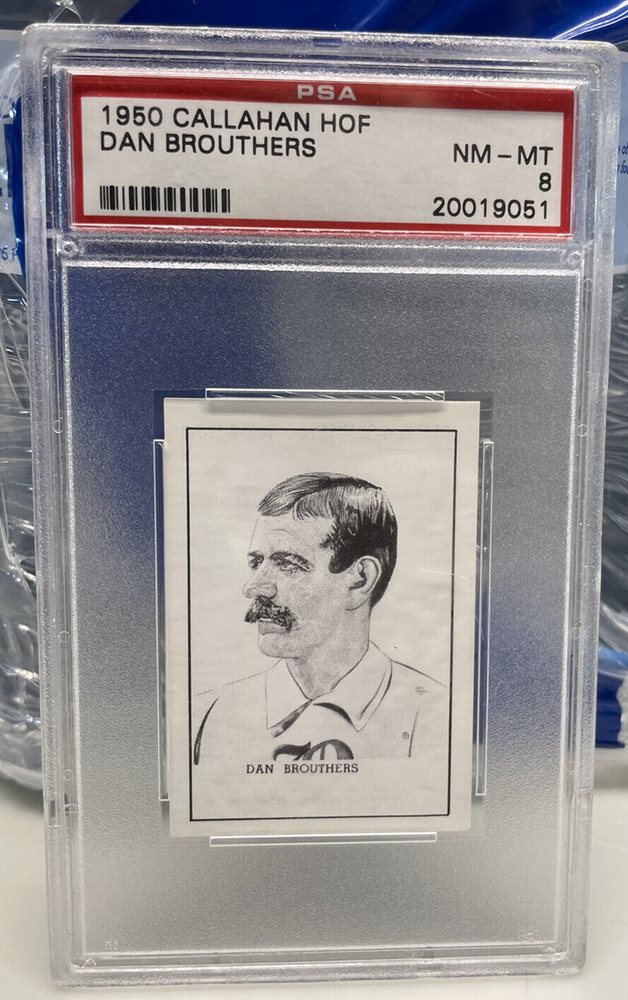 PSA
1950 CALLAHAN HOF
DAN BROUTHERS
NM - MT
8
20019051
DAN BROUTHERS